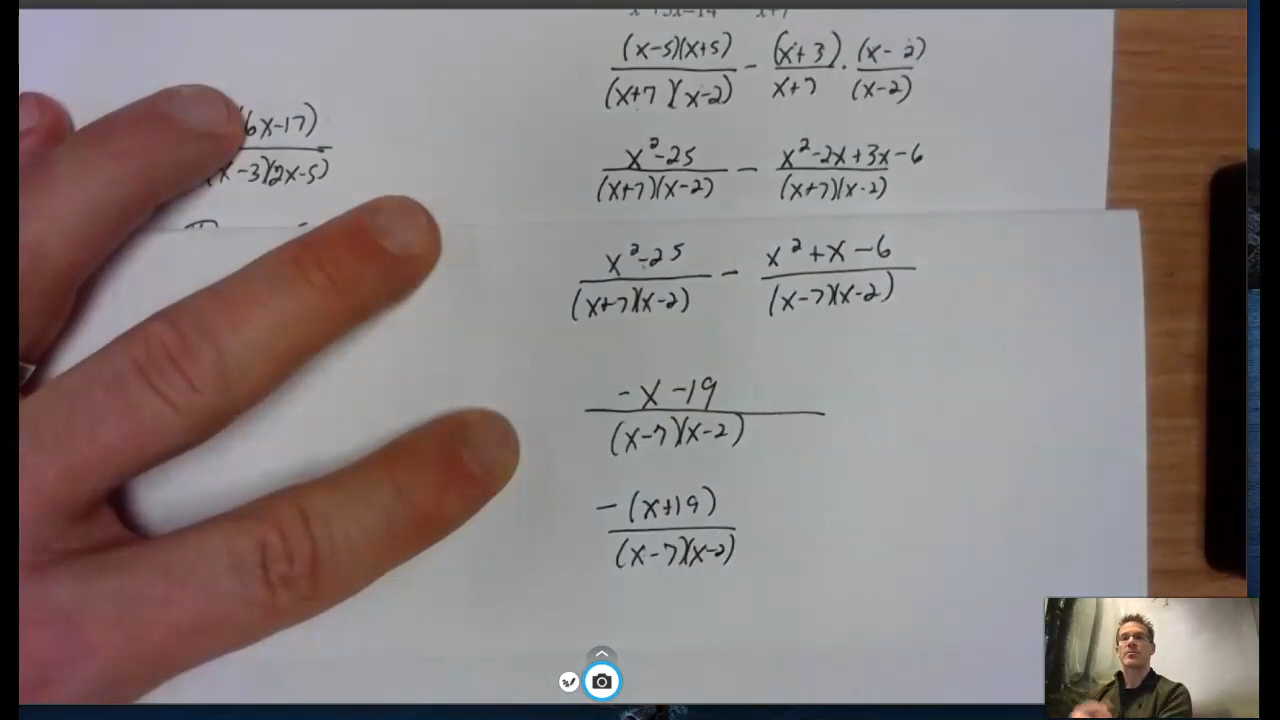 (x-5)(x+5) / (x+7)(x-2) - (x+3) / x+7 · (x-2) / (x-2)
6x-17) / x-3)(2x-5)
x²-25 / (x+7)(x-2) - x²-2x+3x-6 / (x+7)(x-2)
x²-25 / (x+7)(x-2) - x²+x-6 / (x-7)(x-2)
-x-19 / (x-7)(x-2)
-(x+19) / (x-7)(x-2)